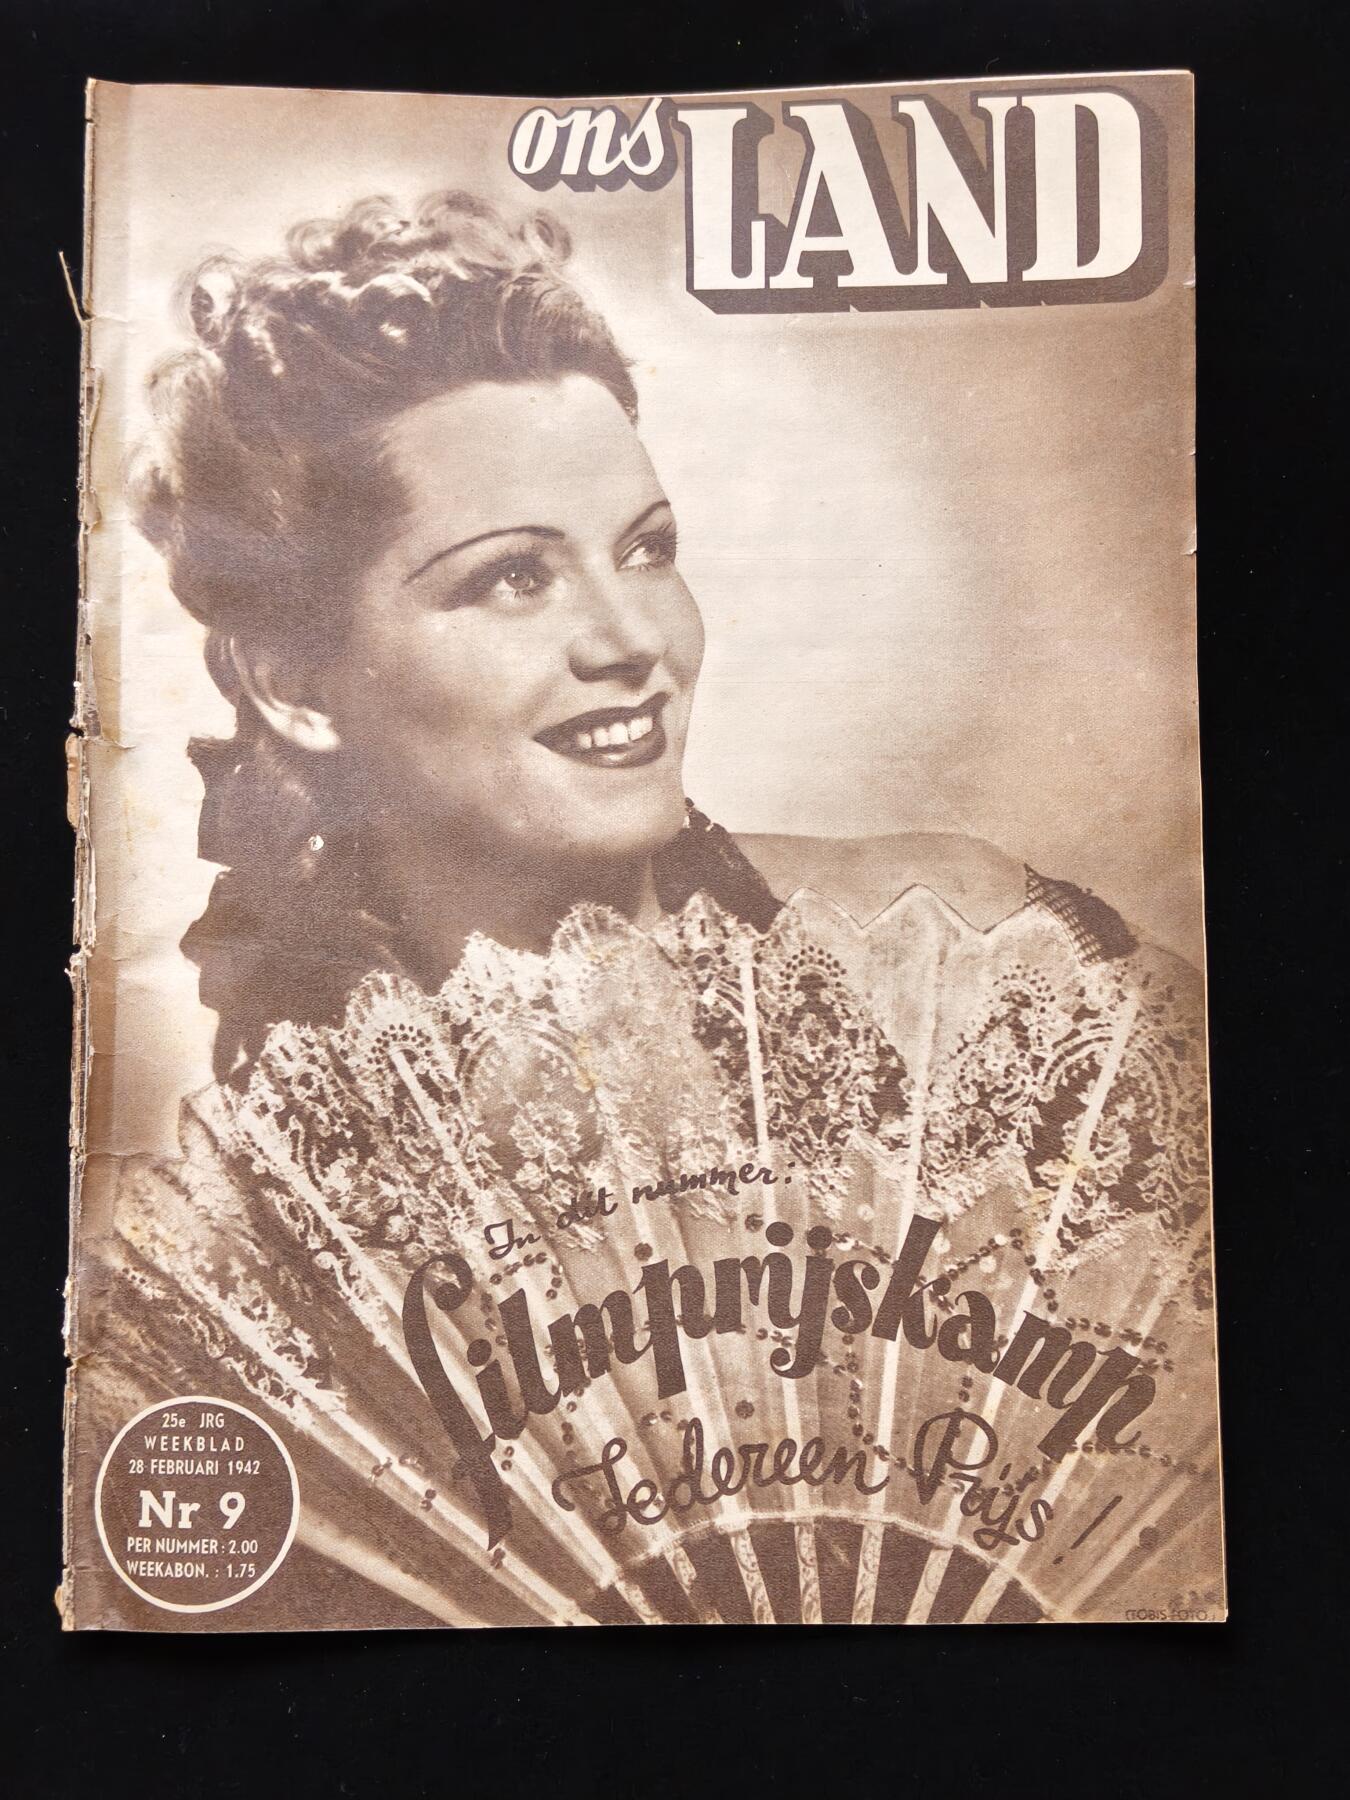 ons LAND
In dit nummer:
filmprijskamp
Iedereen Prijs!
25e JRG
WEEKBLAD
28 FEBRUARI 1942
Nr 9
PER NUMMER: 2.00
WEEKABON. : 1.75
(TOBIS FOTO)